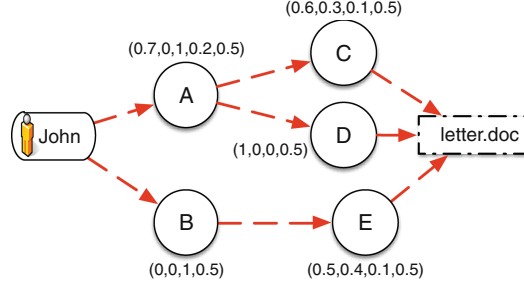 (0.6,0.3,0.1,0.5)
(0.7,0.1,0.2,0.5)
C
A
John
D
letter.doc
(1,0,0,0.5)
B
E
(0,0,1,0.5)
(0.5,0.4,0.1,0.5)